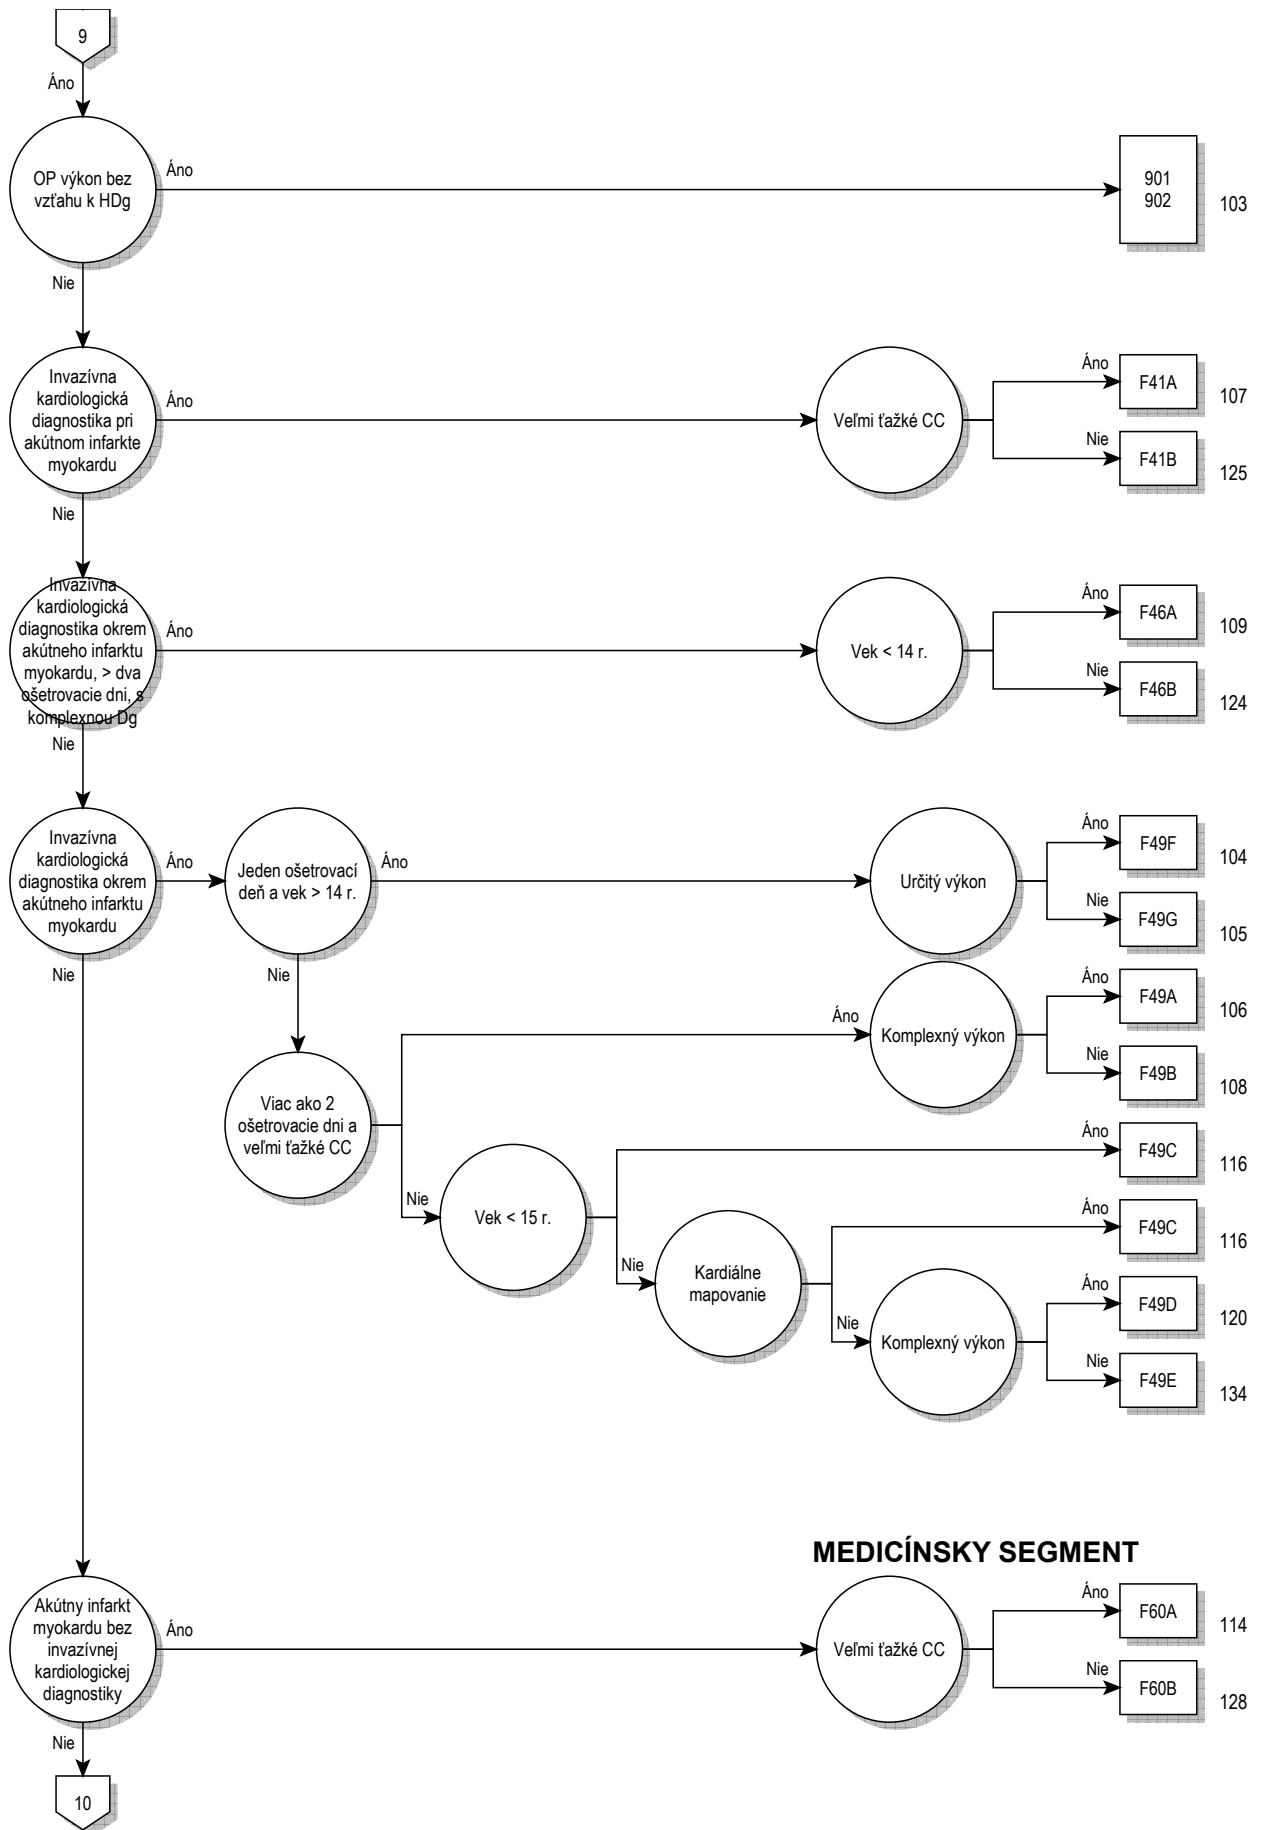 9
Áno
OP výkon bez
vzťahu k HDg
Áno
901
902
103
Nie
Invazívna
kardiologická
diagnostika pri
akútnom infarkte
myokardu
Áno
Veľmi ťažké CC
Áno
F41A
107
Nie
F41B
125
Nie
Invazívna
kardiologická
diagnostika okrem
akútneho infarktu
myokardu, > dva
ošetrovacie dni, s
komplexnou Dg
Áno
Vek < 14 r.
Áno
F46A
109
Nie
F46B
124
Nie
Invazívna
kardiologická
diagnostika okrem
akútneho infarktu
myokardu
Áno
Jeden ošetrovací
deň a vek > 14 r.
Áno
Určitý výkon
Áno
F49F
104
Nie
F49G
105
Nie
Nie
Viac ako 2
ošetrovacie dni a
veľmi ťažké CC
Áno
Komplexný výkon
Áno
F49A
106
Nie
F49B
108
Nie
Vek < 15 r.
Áno
F49C
116
Nie
Kardiálne
mapovanie
Áno
F49C
116
Nie
Komplexný výkon
Áno
F49D
120
Nie
F49E
134
MEDICÍNSKY SEGMENT
Akútny infarkt
myokardu bez
invazívnej
kardiologickej
diagnostiky
Áno
Veľmi ťažké CC
Áno
F60A
114
Nie
F60B
128
Nie
10